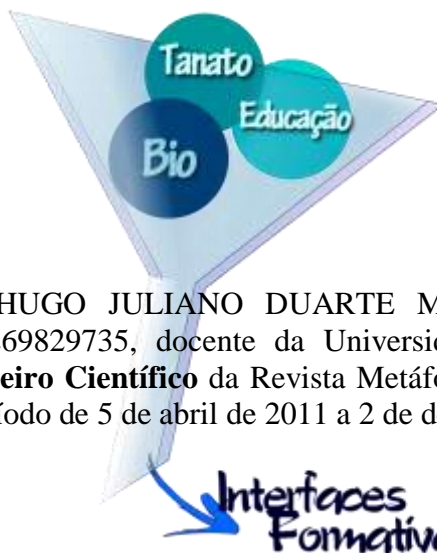 Tanato
Educação
Bio
HUGO JULIANO DUARTE M
269829735, docente da Universid
eiro Científico da Revista Metáfo
íodo de 5 de abril de 2011 a 2 de d
Interfaces
Formativ